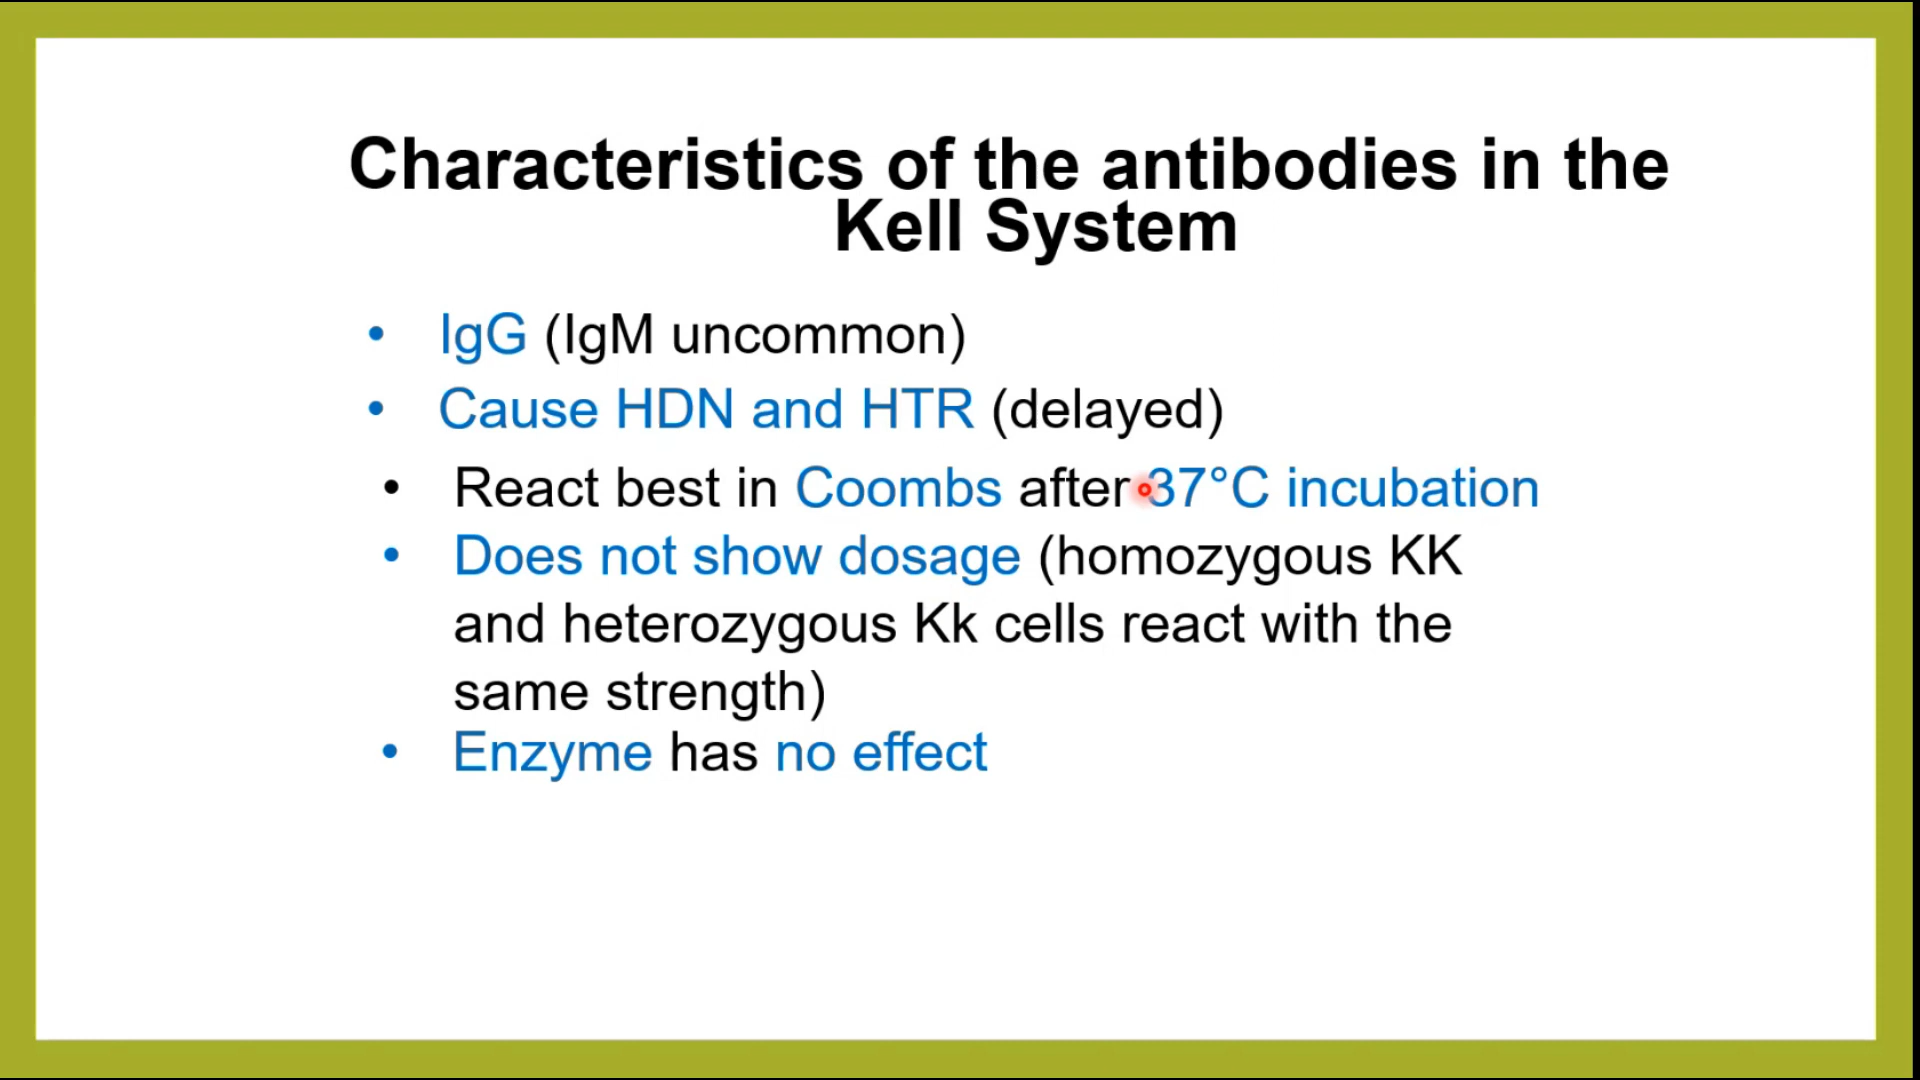 Characteristics of the antibodies in the
Kell System
• IgG (IgM uncommon)
• Cause HDN and HTR (delayed)
• React best in Coombs after 37°C incubation
• Does not show dosage (homozygous KK
and heterozygous Kk cells react with the
same strength)
• Enzyme has no effect